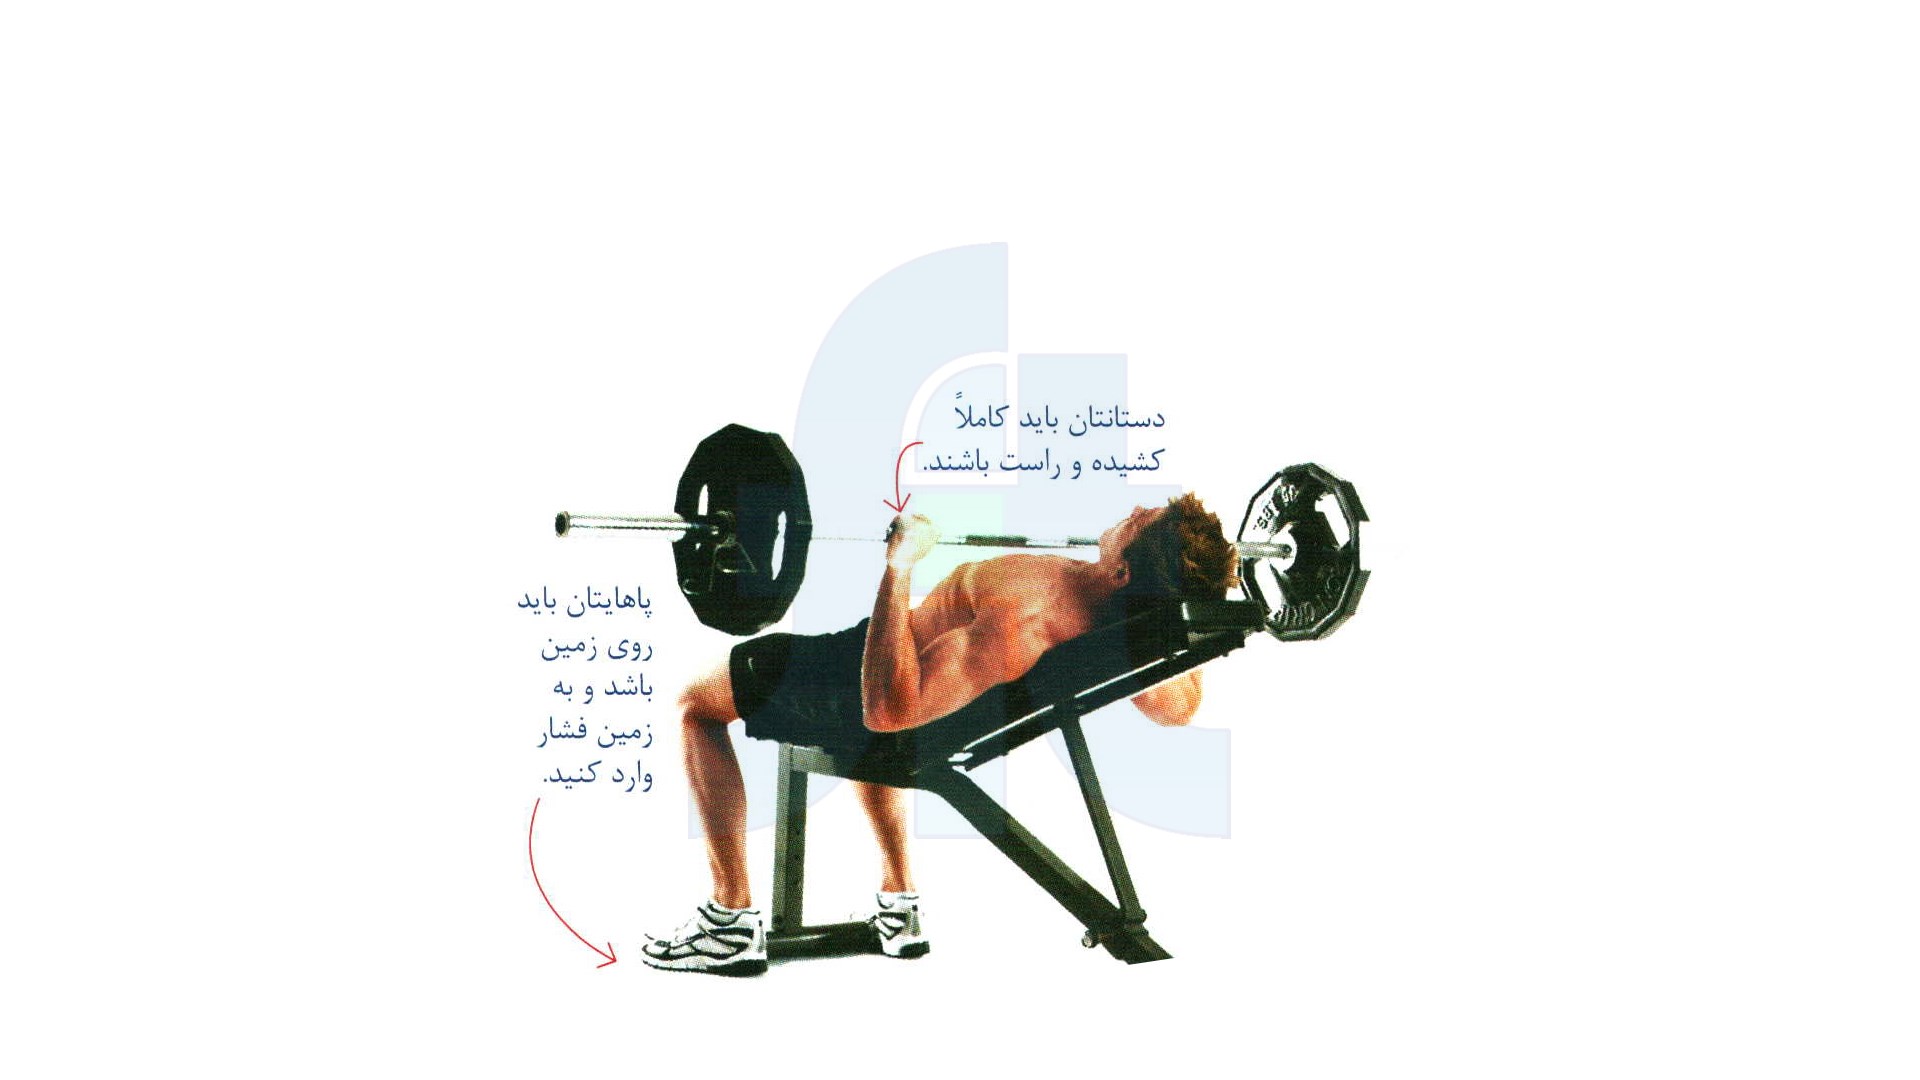 دستانتان باید کاملاً
کشیده و راست باشند.
پاهایتان باید
روی زمین
باشد و به
زمین فشار
وارد کنید.